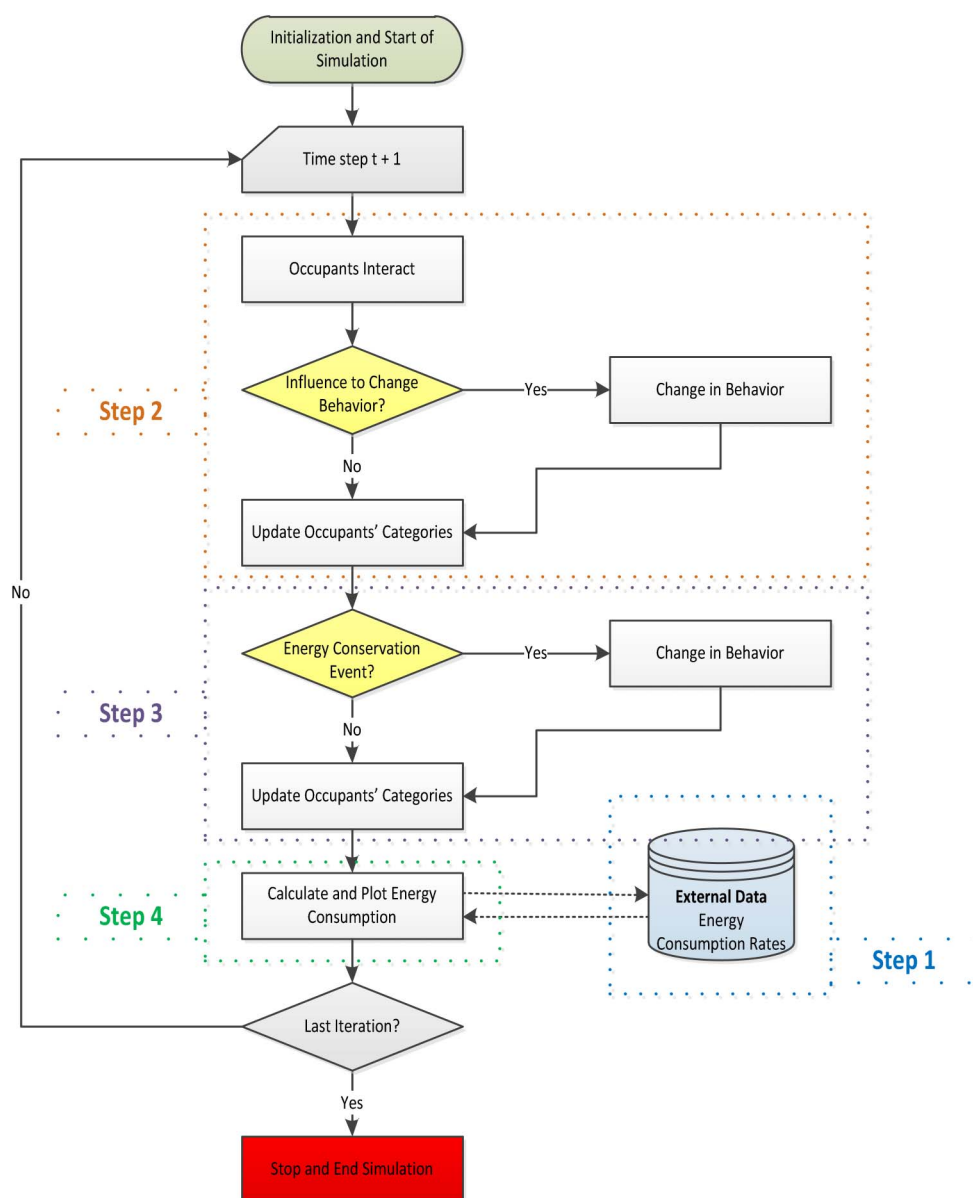 Initialization and Start of
Simulation
Time step t + 1
Occupants Interact
Influence to Change
Behavior?
Yes
Change in Behavior
Step 2
No
Update Occupants’ Categories
No
Energy Conservation
Event?
Yes
Change in Behavior
Step 3
No
Update Occupants’ Categories
Calculate and Plot Energy
Consumption
External Data
Energy
Consumption Rates
Step 4
Step 1
Last Iteration?
Yes
Stop and End Simulation